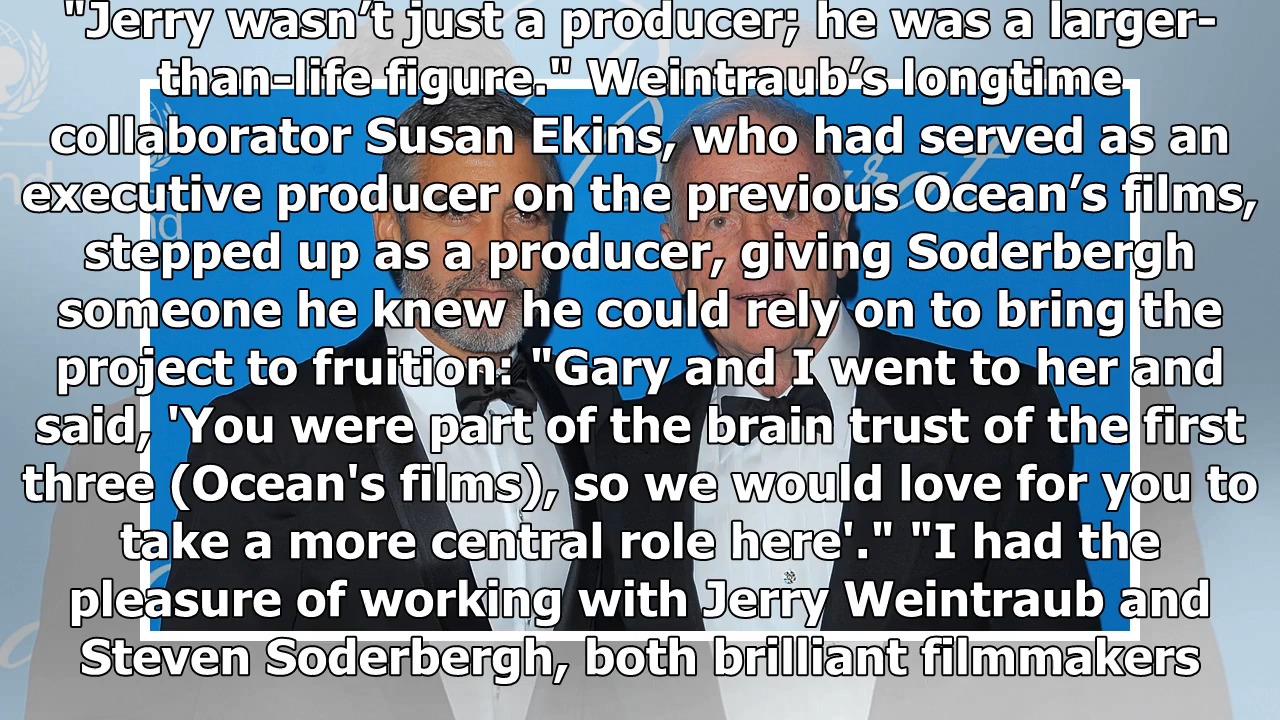 "Jerry wasn’t just a producer; he was a larger-
than-life figure." Weintraub’s longtime
collaborator Susan Ekins, who had served as an
executive producer on the previous Ocean’s films,
stepped up as a producer, giving Soderbergh
someone he knew he could rely on to bring the
project to fruition: "Gary and I went to her and
said, 'You were part of the brain trust of the first
three (Ocean's films), so we would love for you to
take a more central role here'." "I had the
pleasure of working with Jerry Weintraub and
Steven Soderbergh, both brilliant filmmakers